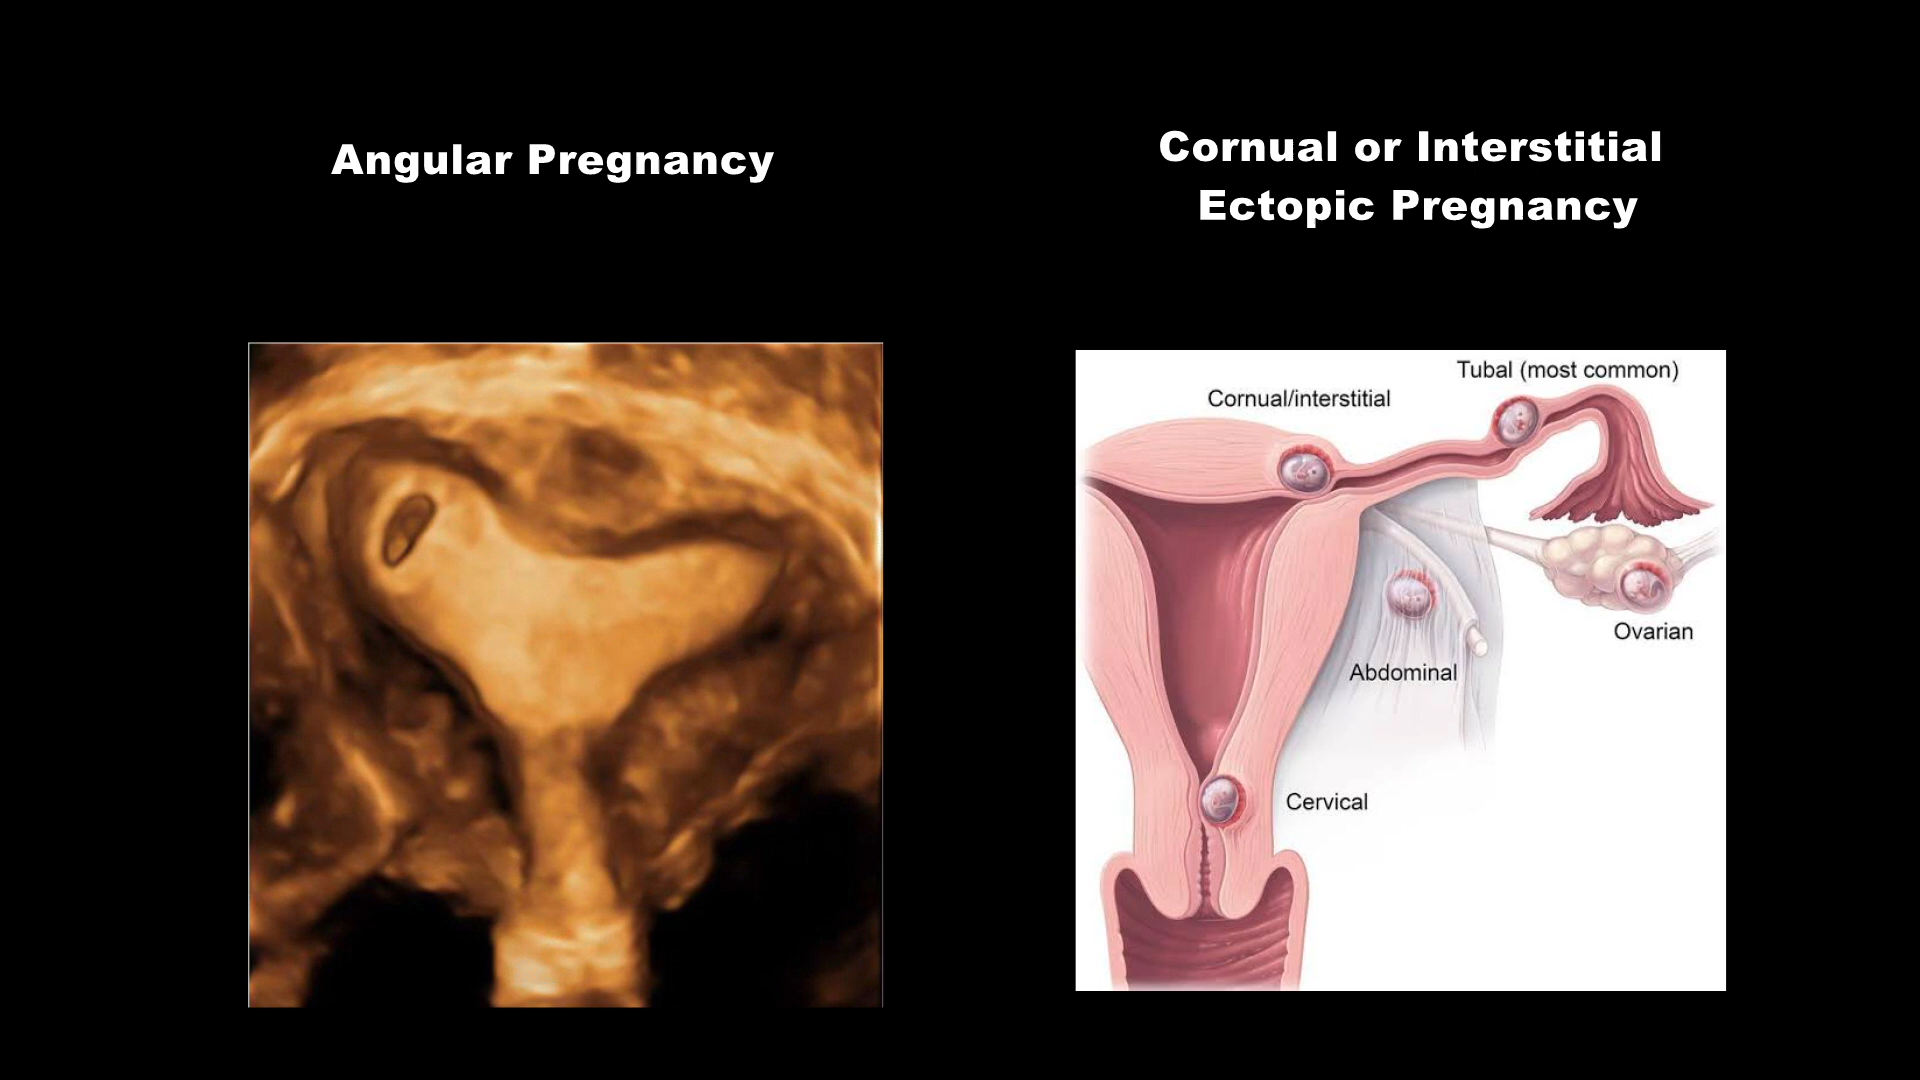 Angular Pregnancy
Cornual or Interstitial
Ectopic Pregnancy
Tubal (most common)
Cornual/interstitial
Ovarian
Abdominal
Cervical